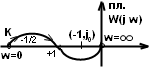 пл.
W(j w)
K
-1/2
(-1,j₀)
w=∞
w=0
+1